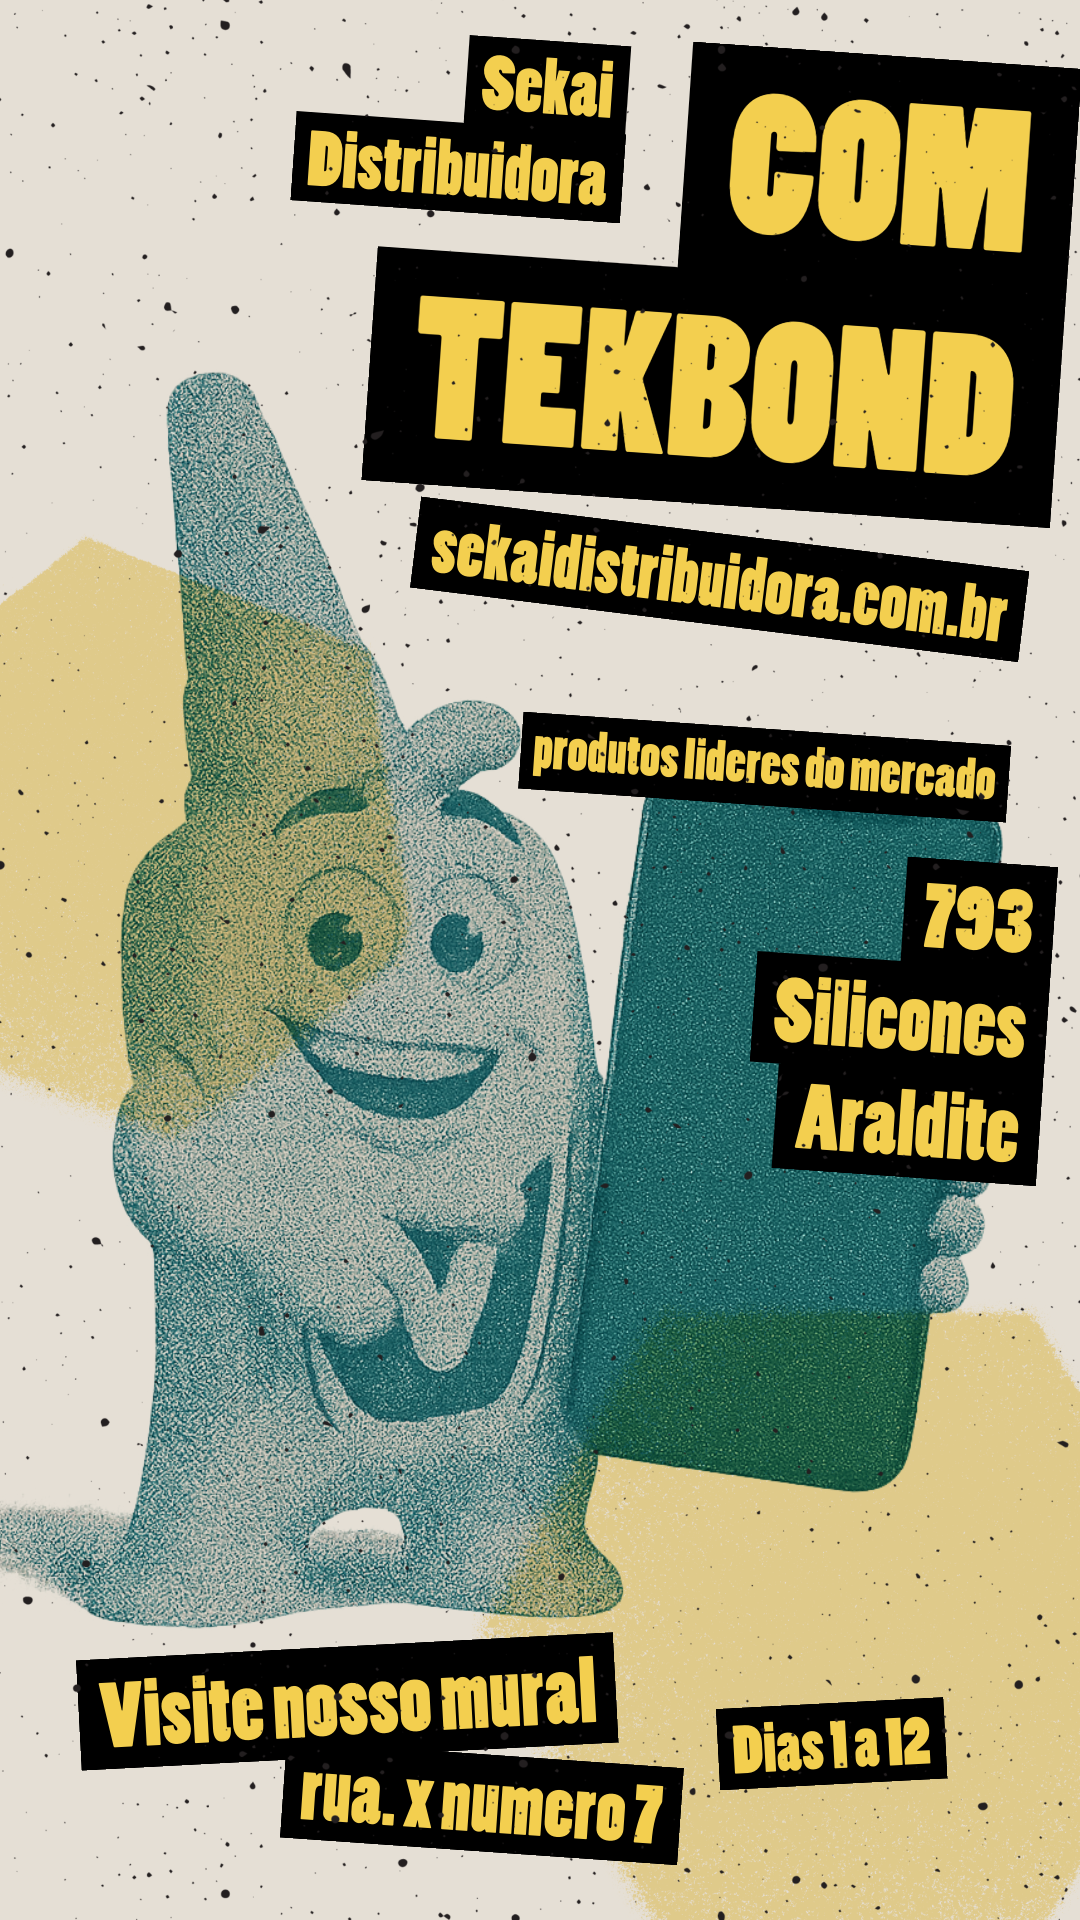 Sekai
Distribuidora
COM
TEKBOND
sekaidistribuidora.com.br
produtos lideres do mercado
793
Silicones
Araldite
Visite nosso mural
rua. x numero 7
Dias 1 a 12